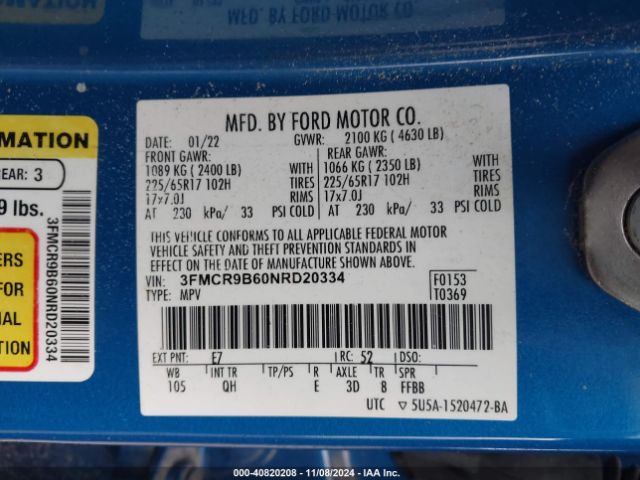 MFD. BY FORD MOTOR CO.
MFD. BY FORD MOTOR CO.
DATE: 01/22 GVWR: 2100 KG ( 4630 LB)
FRONT GAWR: REAR GAWR:
1089 KG ( 2400 LB) WITH 1066 KG ( 2350 LB) WITH
225/65R17 102H TIRES 225/65R17 102H TIRES
17x7.0J RIMS 17x7.0J RIMS
AT 230 kPa/ 33 PSI COLD AT 230 kPa/ 33 PSI COLD
THIS VEHICLE CONFORMS TO ALL APPLICABLE FEDERAL MOTOR
VEHICLE SAFETY AND THEFT PREVENTION STANDARDS IN
EFFECT ON THE DATE OF MANUFACTURE SHOWN ABOVE.
VIN: 3FMCR9B60NRD20334 F0153
TYPE: MPV T0369
EXT PNT: E7 RC: 52 DSO:
WB INT TR TP/PS R AXLE TR SPR
105 QH E 3D 8 FFBB
UTC ▽ 5U5A-1520472-BA
MATION
EAR: 3
9 lbs.
3FMCR9B60NRD20334
ERS
FOR
IAL
ION.
000-40820208 - 11/08/2024 - IAA Inc.